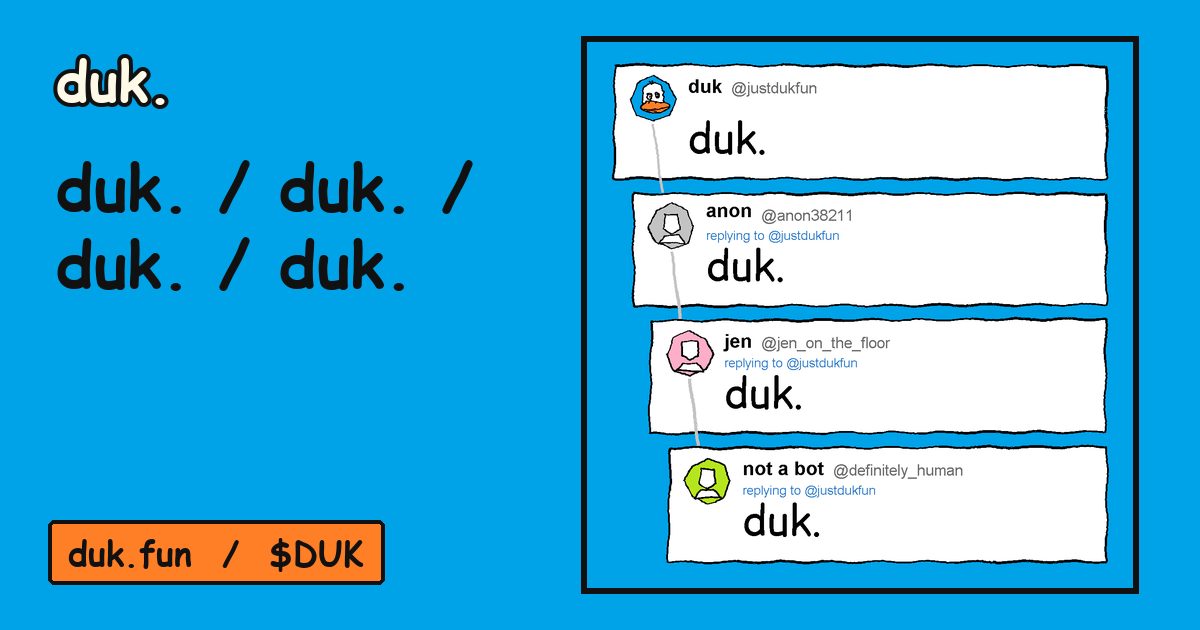 duk.
duk. / duk. /
duk. / duk.
duk.fun / $DUK
duk @justdukfun
duk.
anon @anon38211
replying to @justdukfun
duk.
jen @jen_on_the_floor
replying to @justdukfun
duk.
not a bot @definitely_human
replying to @justdukfun
duk.